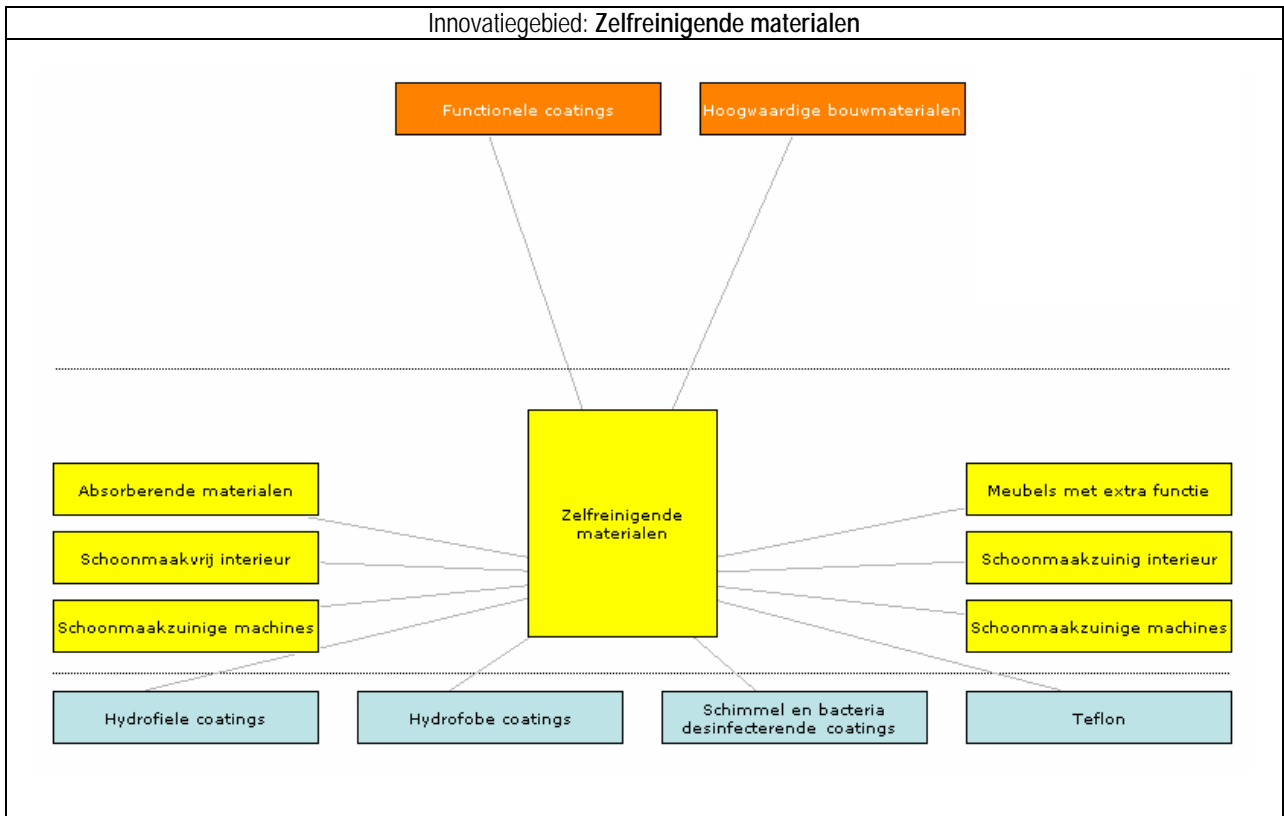 Innovatiegebied: Zelfreinigende materialen
Functionele coatings
Hoogwaardige bouwmaterialen
Absorberende materialen
Schoonmaakvrij interieur
Schoonmaakzuinige machines
Zelfreinigende
materialen
Meubels met extra functie
Schoonmaakzuinig interieur
Schoonmaakzuinige machines
Hydrofiele coatings
Hydrofobe coatings
Schimmel en bacteria
desinfecterende coatings
Teflon